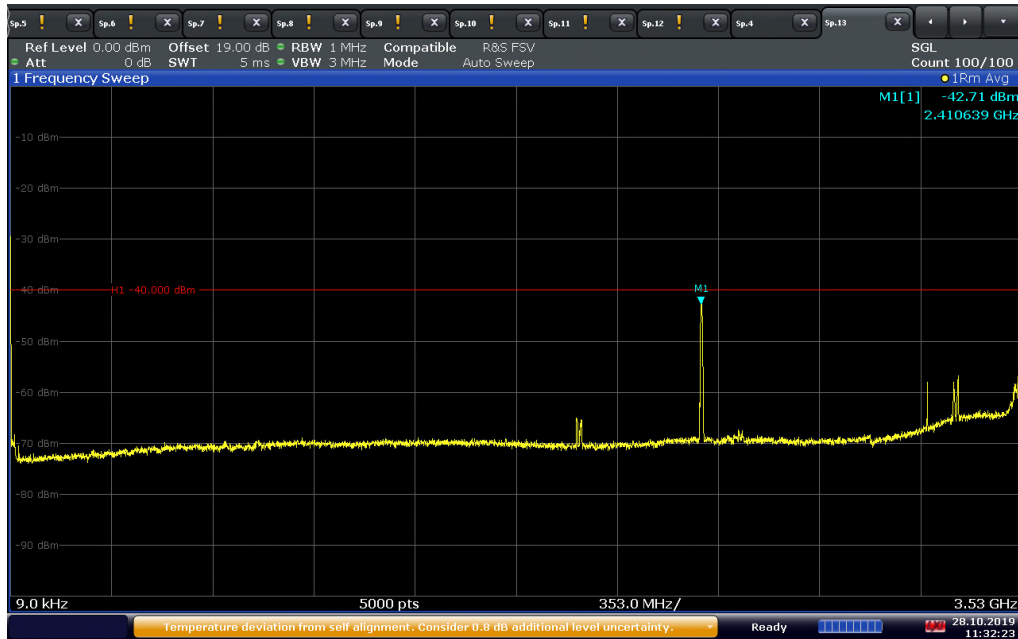 Sp.5 ! X Sp.6 ! X Sp.7 ! X Sp.8 ! X Sp.9 ! X Sp.10 ! X Sp.11 ! X Sp.12 ! X Sp.4 X Sp.13 X
Ref Level 0.00 dBm Offset 19.00 dB RBW 1 MHz Compatible R&S FSV SGL
Att 0 dB SWT 5 ms VBW 3 MHz Mode Auto Sweep Count 100/100
1 Frequency Sweep 1Rm Avg
M1[1] -42.71 dBm
2.410639 GHz
-10 dBm
-20 dBm
-30 dBm
-40 dBm H1 -40.000 dBm M1
-50 dBm
-60 dBm
-70 dBm
-80 dBm
-90 dBm
9.0 kHz 5000 pts 353.0 MHz/ 3.53 GHz
Temperature deviation from self alignment. Consider 0.8 dB additional level uncertainty. Ready 28.10.2019
11:32:23